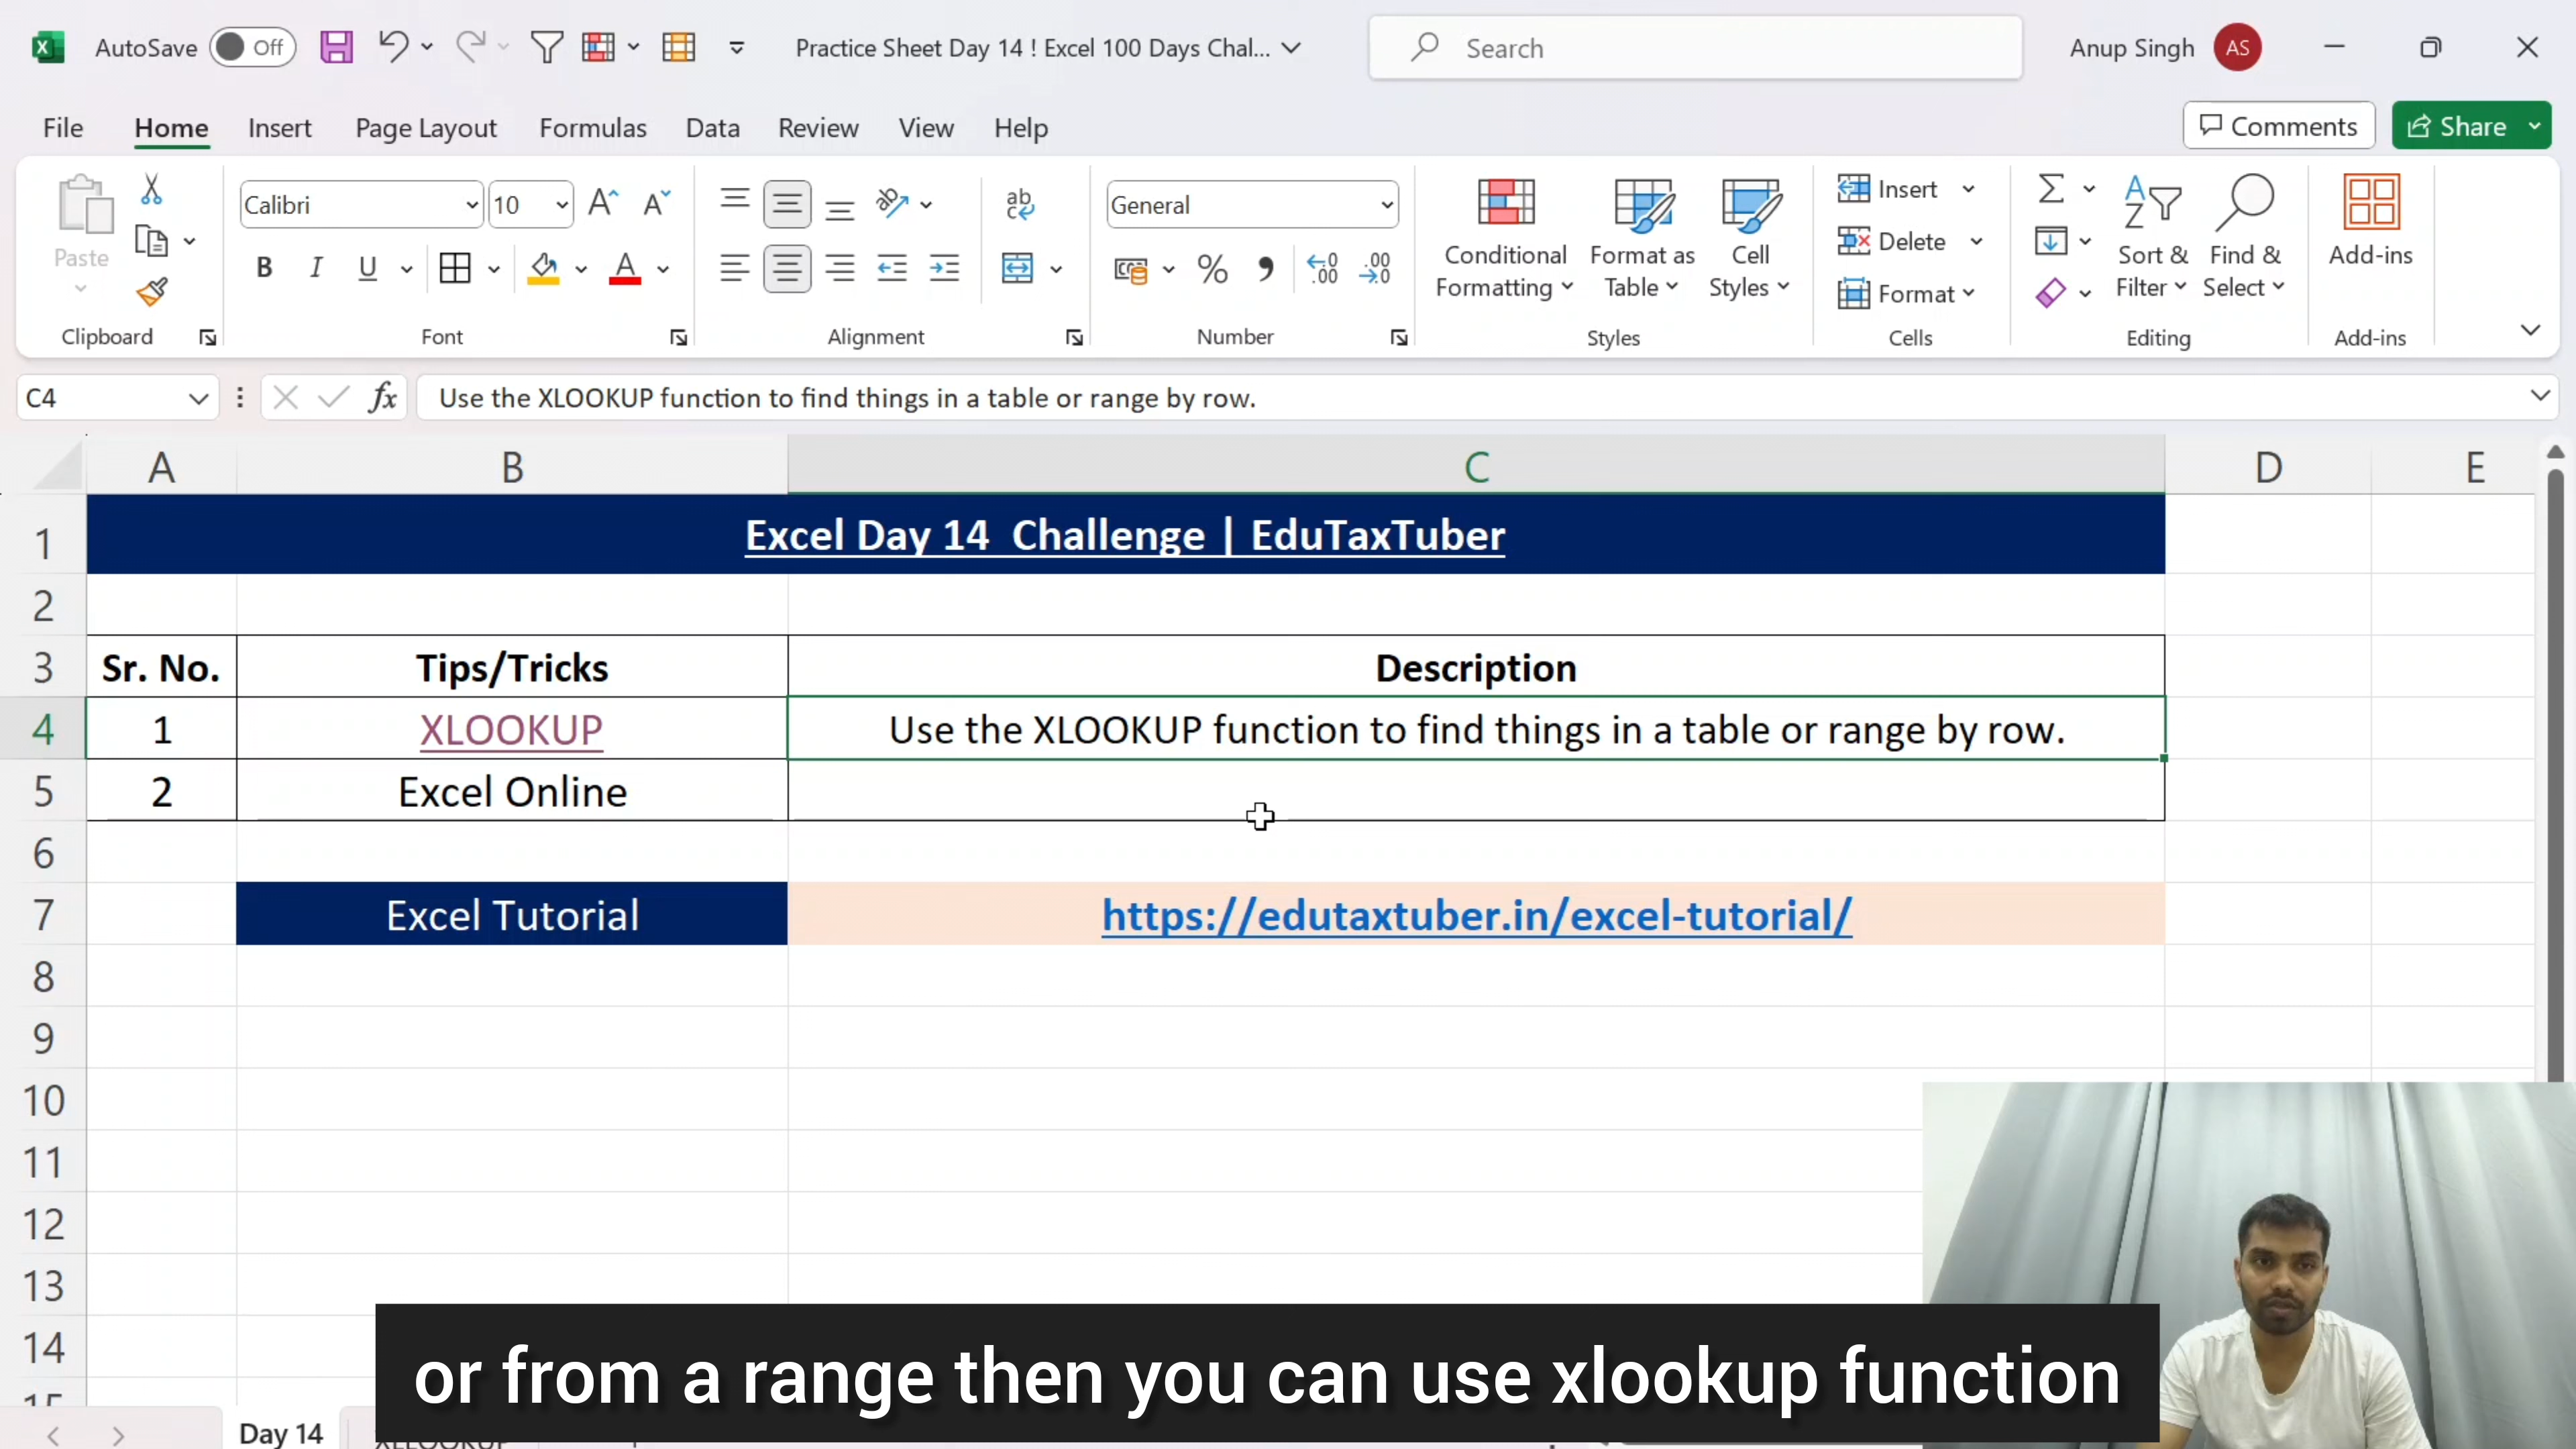 AutoSave Off Practice Sheet Day 14 ! Excel 100 Days Chal... Search Anup Singh AS
File Home Insert Page Layout Formulas Data Review View Help Comments Share
Paste
Calibri 10
B I U A
ab
General
% 
Conditional Formatting
Format as Table
Cell Styles
Insert
Delete
Format
Sort & Filter
Find & Select
Add-ins
Clipboard Font Alignment Number Styles Cells Editing Add-ins
C4 fx Use the XLOOKUP function to find things in a table or range by row.
A B C D E
1 Excel Day 14 Challenge | EduTaxTuber
2
3 Sr. No. Tips/Tricks Description
4 1 XLOOKUP Use the XLOOKUP function to find things in a table or range by row.
5 2 Excel Online
6
7 Excel Tutorial https://edutaxtuber.in/excel-tutorial/
8
9
10
11
12
13
14
or from a range then you can use xlookup function
Day 14